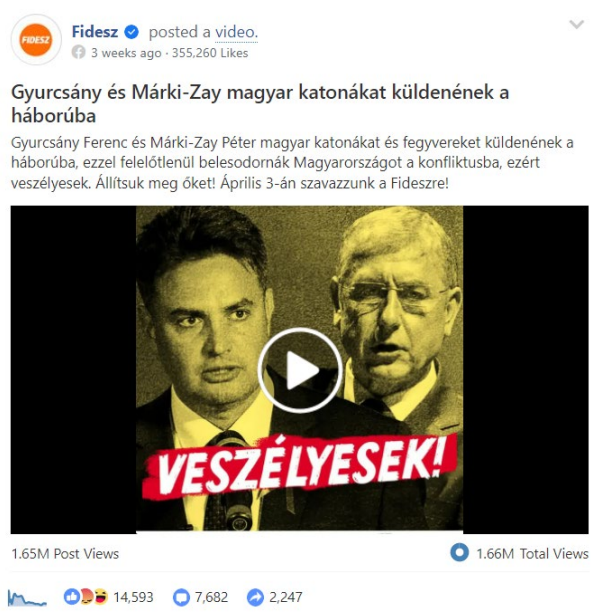 FIDESZ
Fidesz posted a video.
3 weeks ago · 355,260 Likes
Gyurcsány és Márki-Zay magyar katonákat küldenének a
háborúba
Gyurcsány Ferenc és Márki-Zay Péter magyar katonákat és fegyvereket küldenének a
háborúba, ezzel felelőtlenül belesodornák Magyarországot a konfliktusba, ezért
veszélyesek. Állítsuk meg őket! Április 3-án szavazzunk a Fideszre!
VESZÉLYESEK!
1.65M Post Views 1.66M Total Views
14,593 7,682 2,247